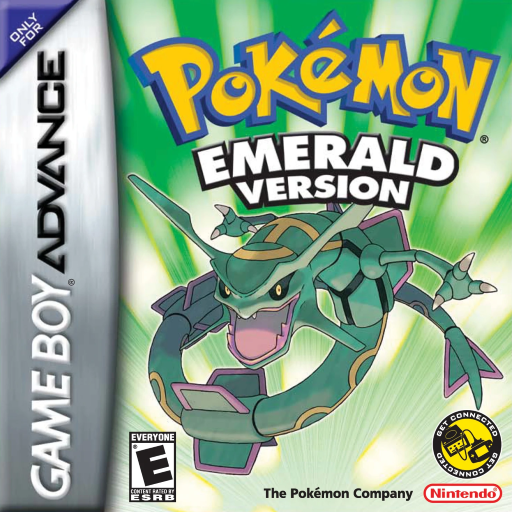 ONLY
FOR
GAME BOY ADVANCE
POKéMON®
EMERALD
VERSION
EVERYONE
E
CONTENT RATED BY
ESRB
GET CONNECTED
GET CONNECTED
The Pokémon Company
Nintendo®